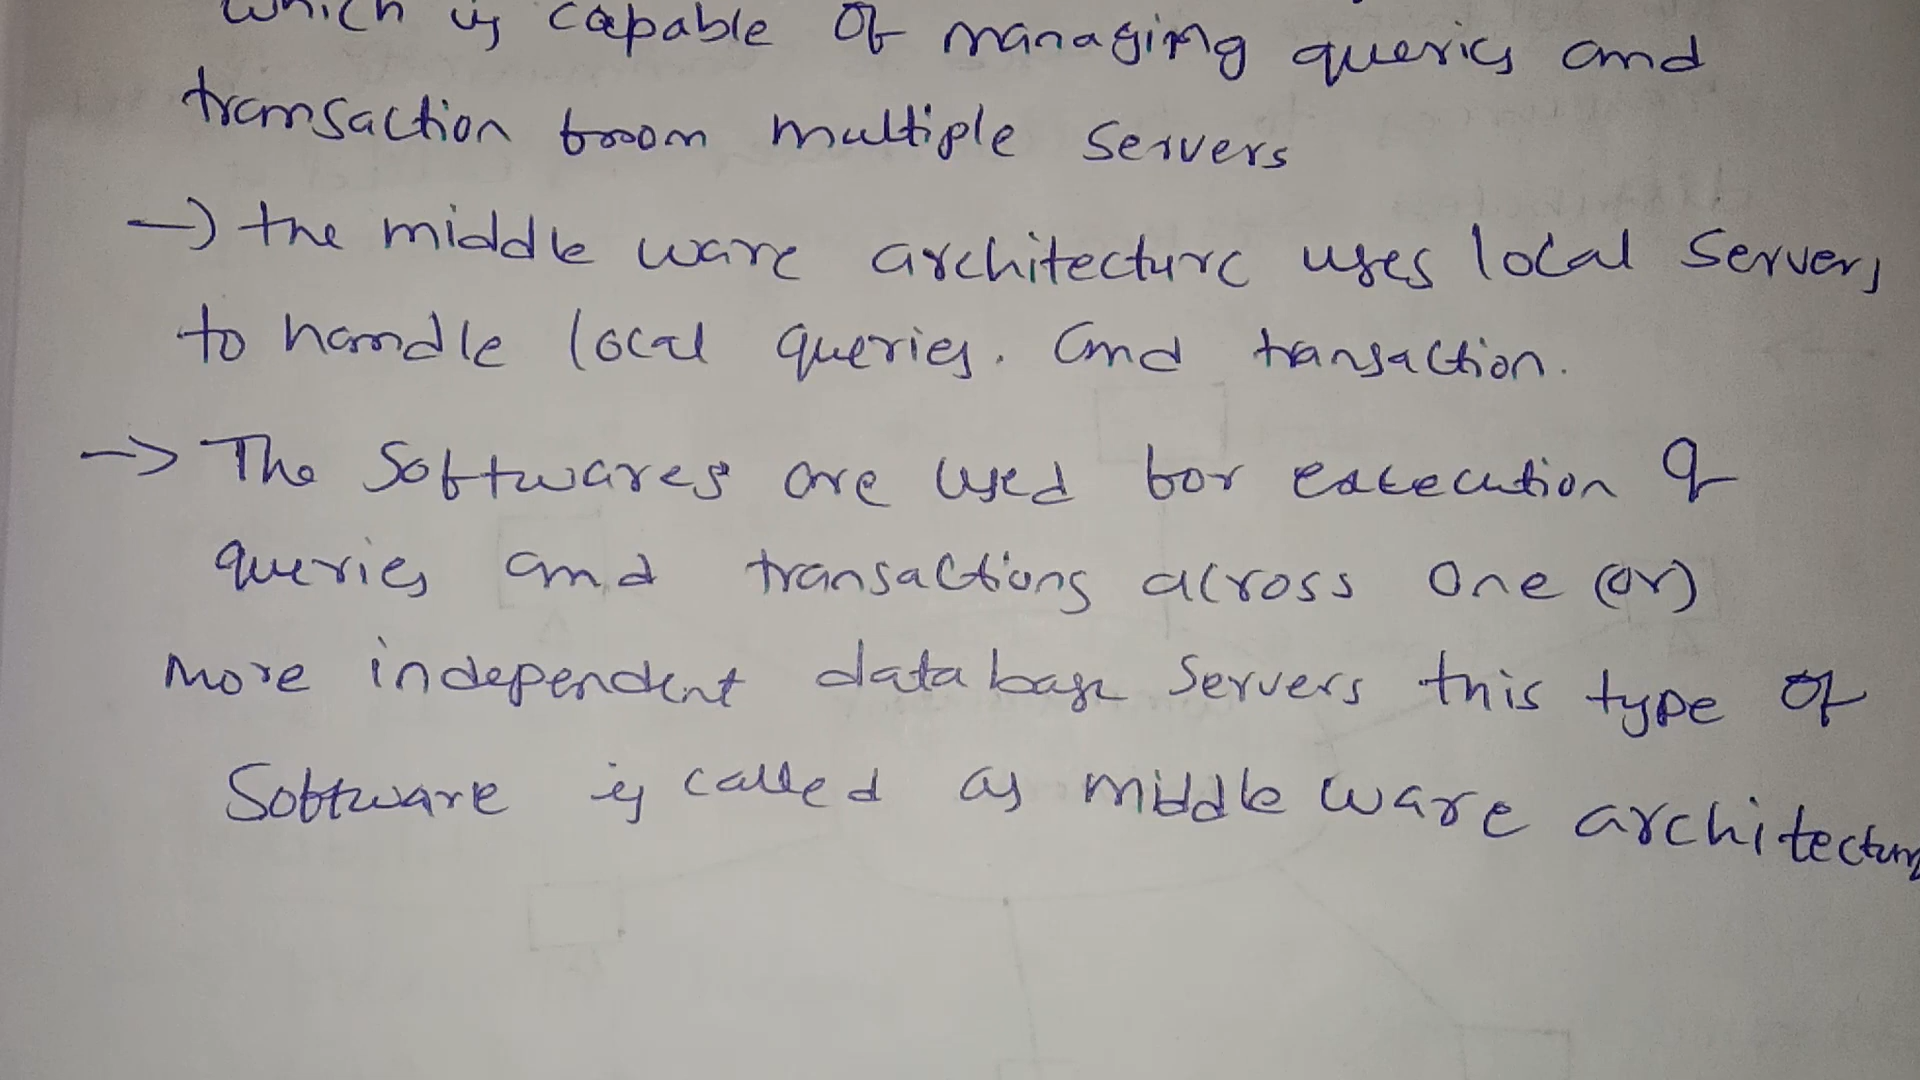 which is capable of managing queries and
transaction from multiple servers
→ the middle ware architecture uses local servers
to handle local queries. and transaction.
→ The Softwares are used for execution of
queries and transactions across one (or)
more independent data base servers this type of
Software is called as middle ware architecture